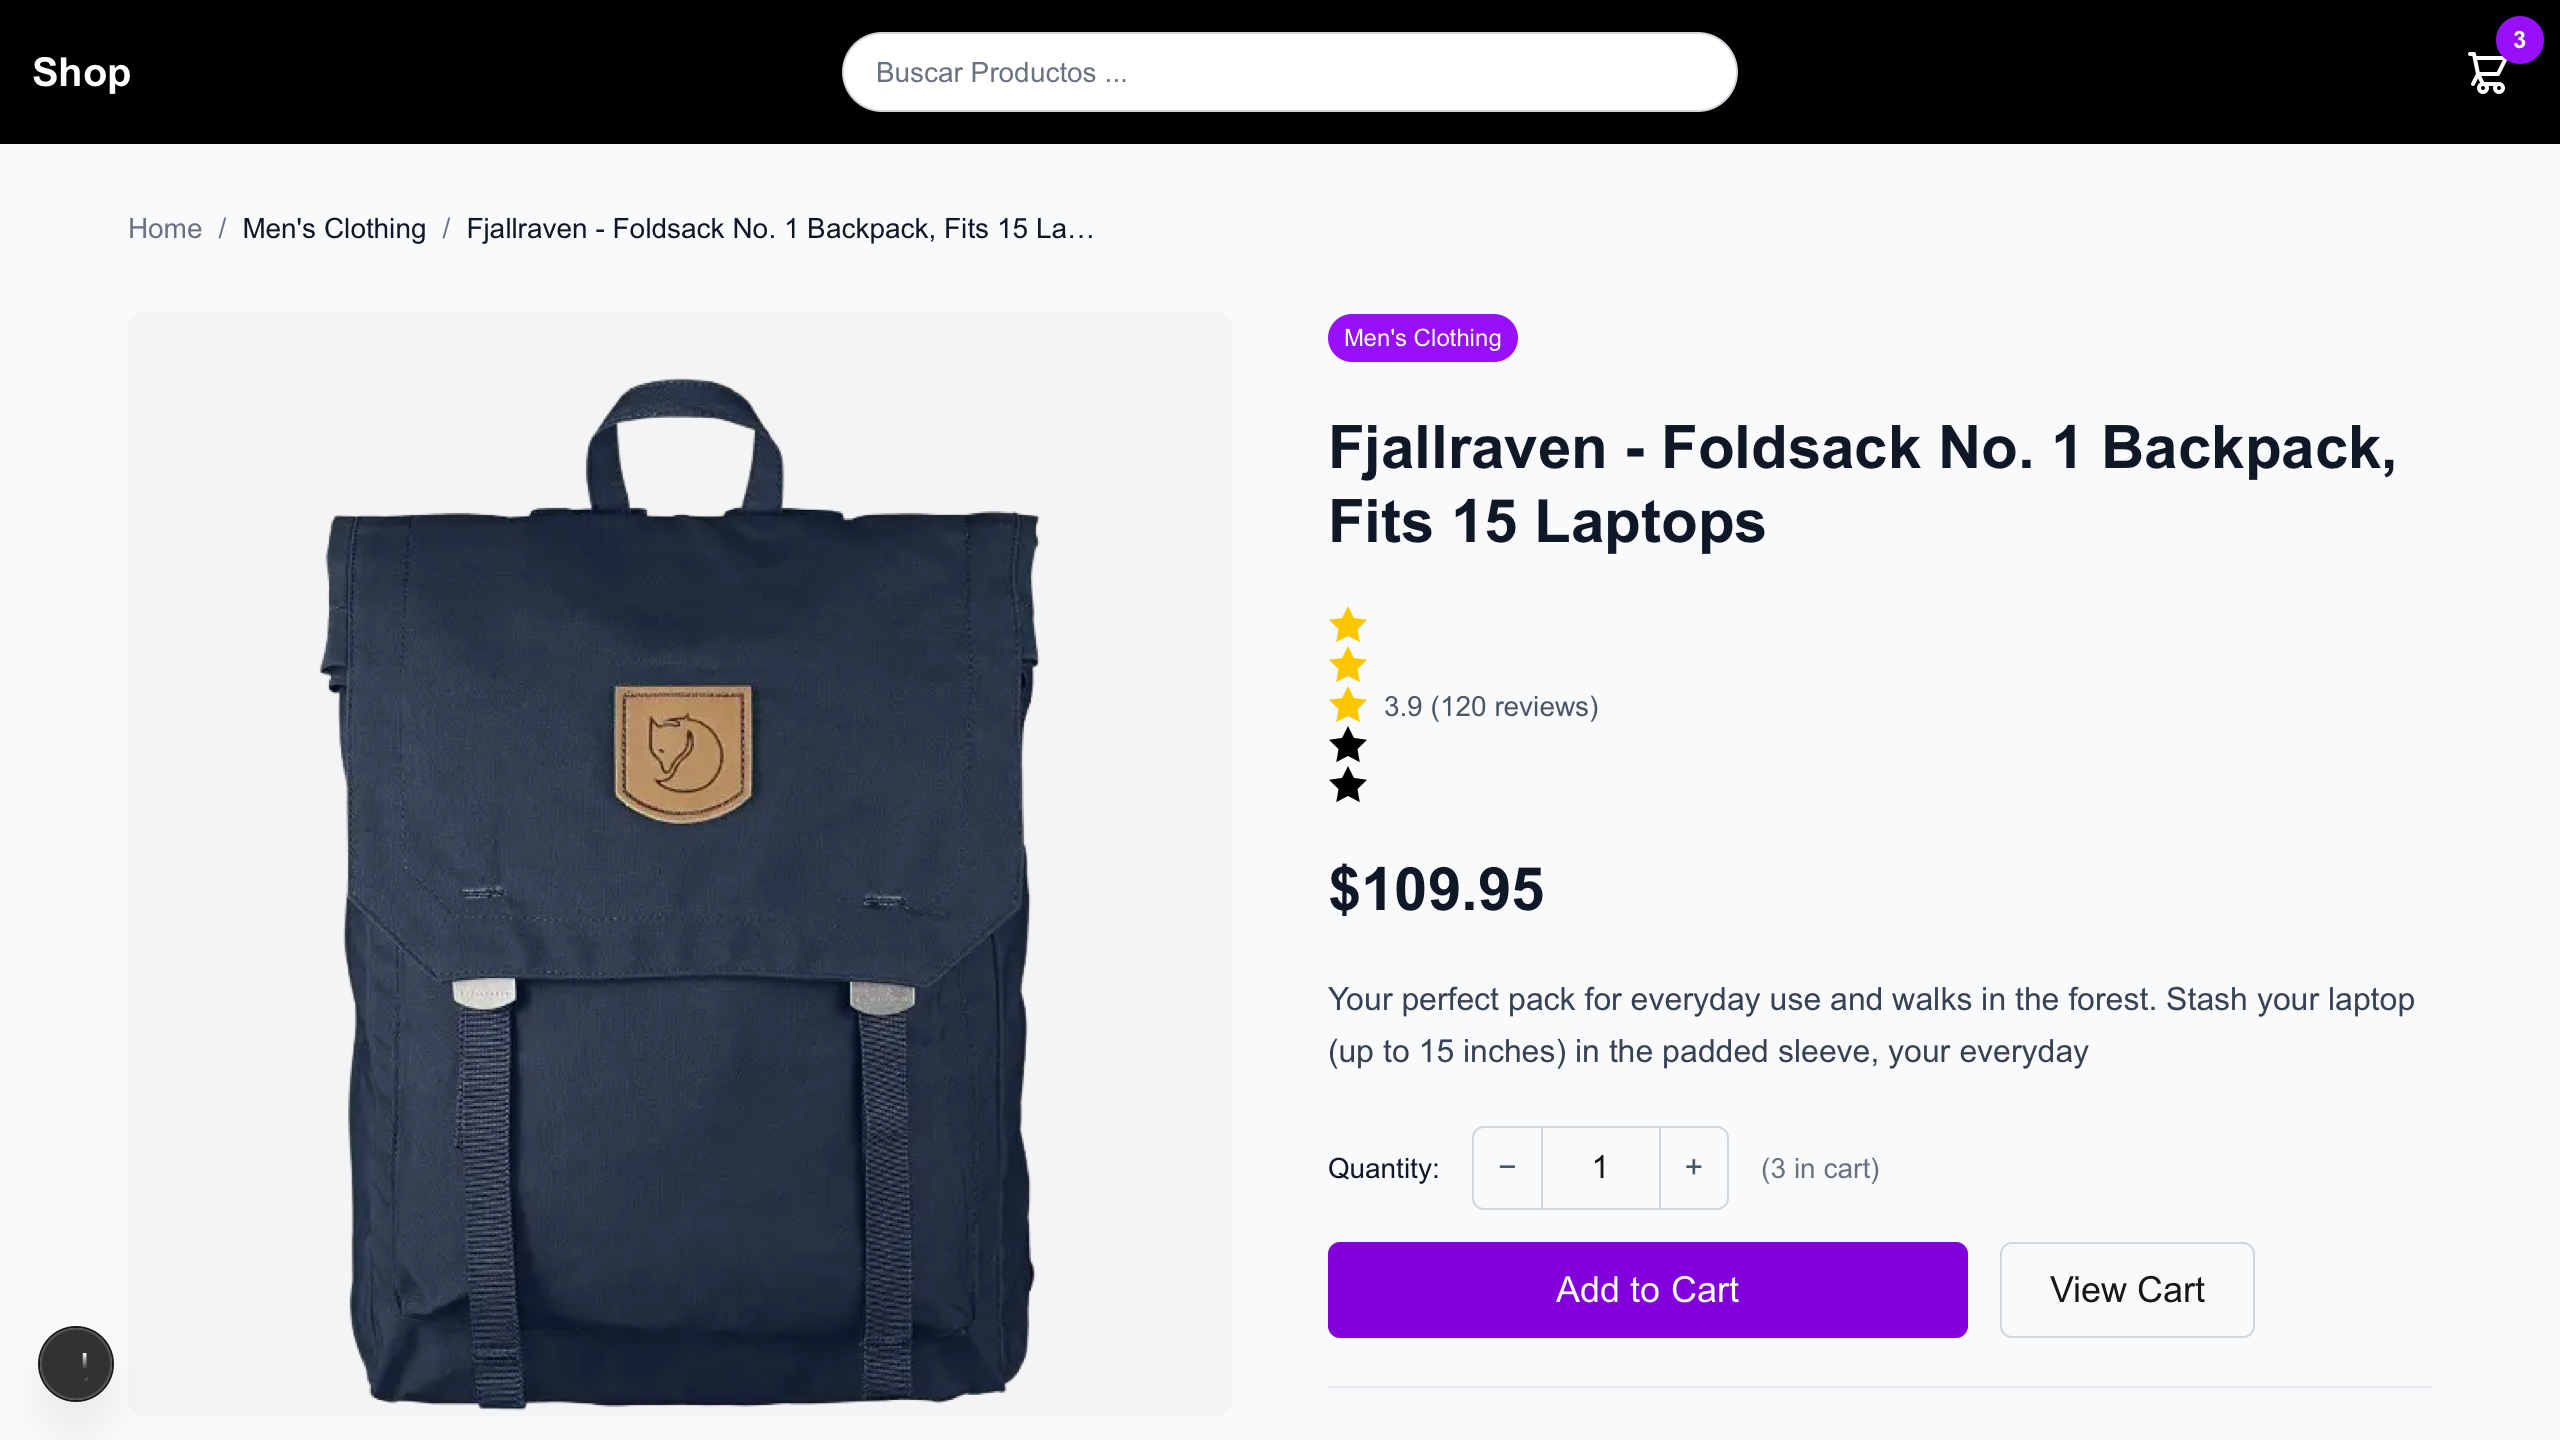 Shop
Buscar Productos ...
3
Home / Men's Clothing / Fjallraven - Foldsack No. 1 Backpack, Fits 15 La…
Men's Clothing
Fjallraven - Foldsack No. 1 Backpack,
Fits 15 Laptops
3.9 (120 reviews)
$109.95
Your perfect pack for everyday use and walks in the forest. Stash your laptop
(up to 15 inches) in the padded sleeve, your everyday
Quantity: − 1 + (3 in cart)
Add to Cart
View Cart